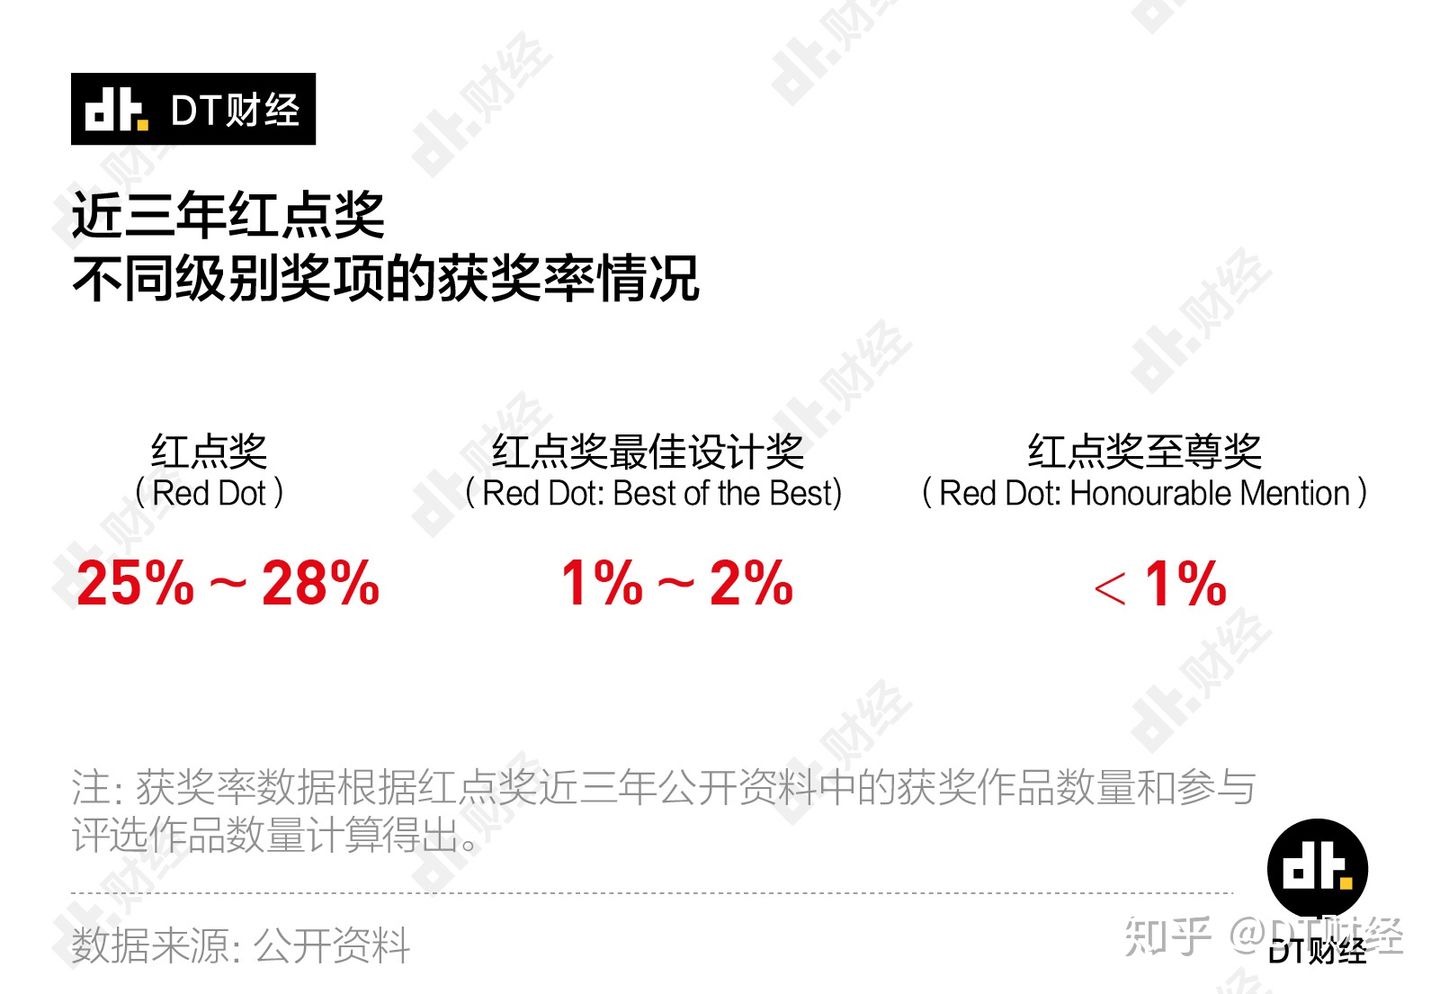 dt. DT财经
近三年红点奖
不同级别奖项的获奖率情况
红点奖
（Red Dot）
25%～28%
红点奖最佳设计奖
（Red Dot: Best of the Best)
1%～2%
红点奖至尊奖
（Red Dot: Honourable Mention）
＜1%
注：获奖率数据根据红点奖近三年公开资料中的获奖作品数量和参与
评选作品数量计算得出。
数据来源：公开资料
dt.
DT财经
知乎 @DT财经